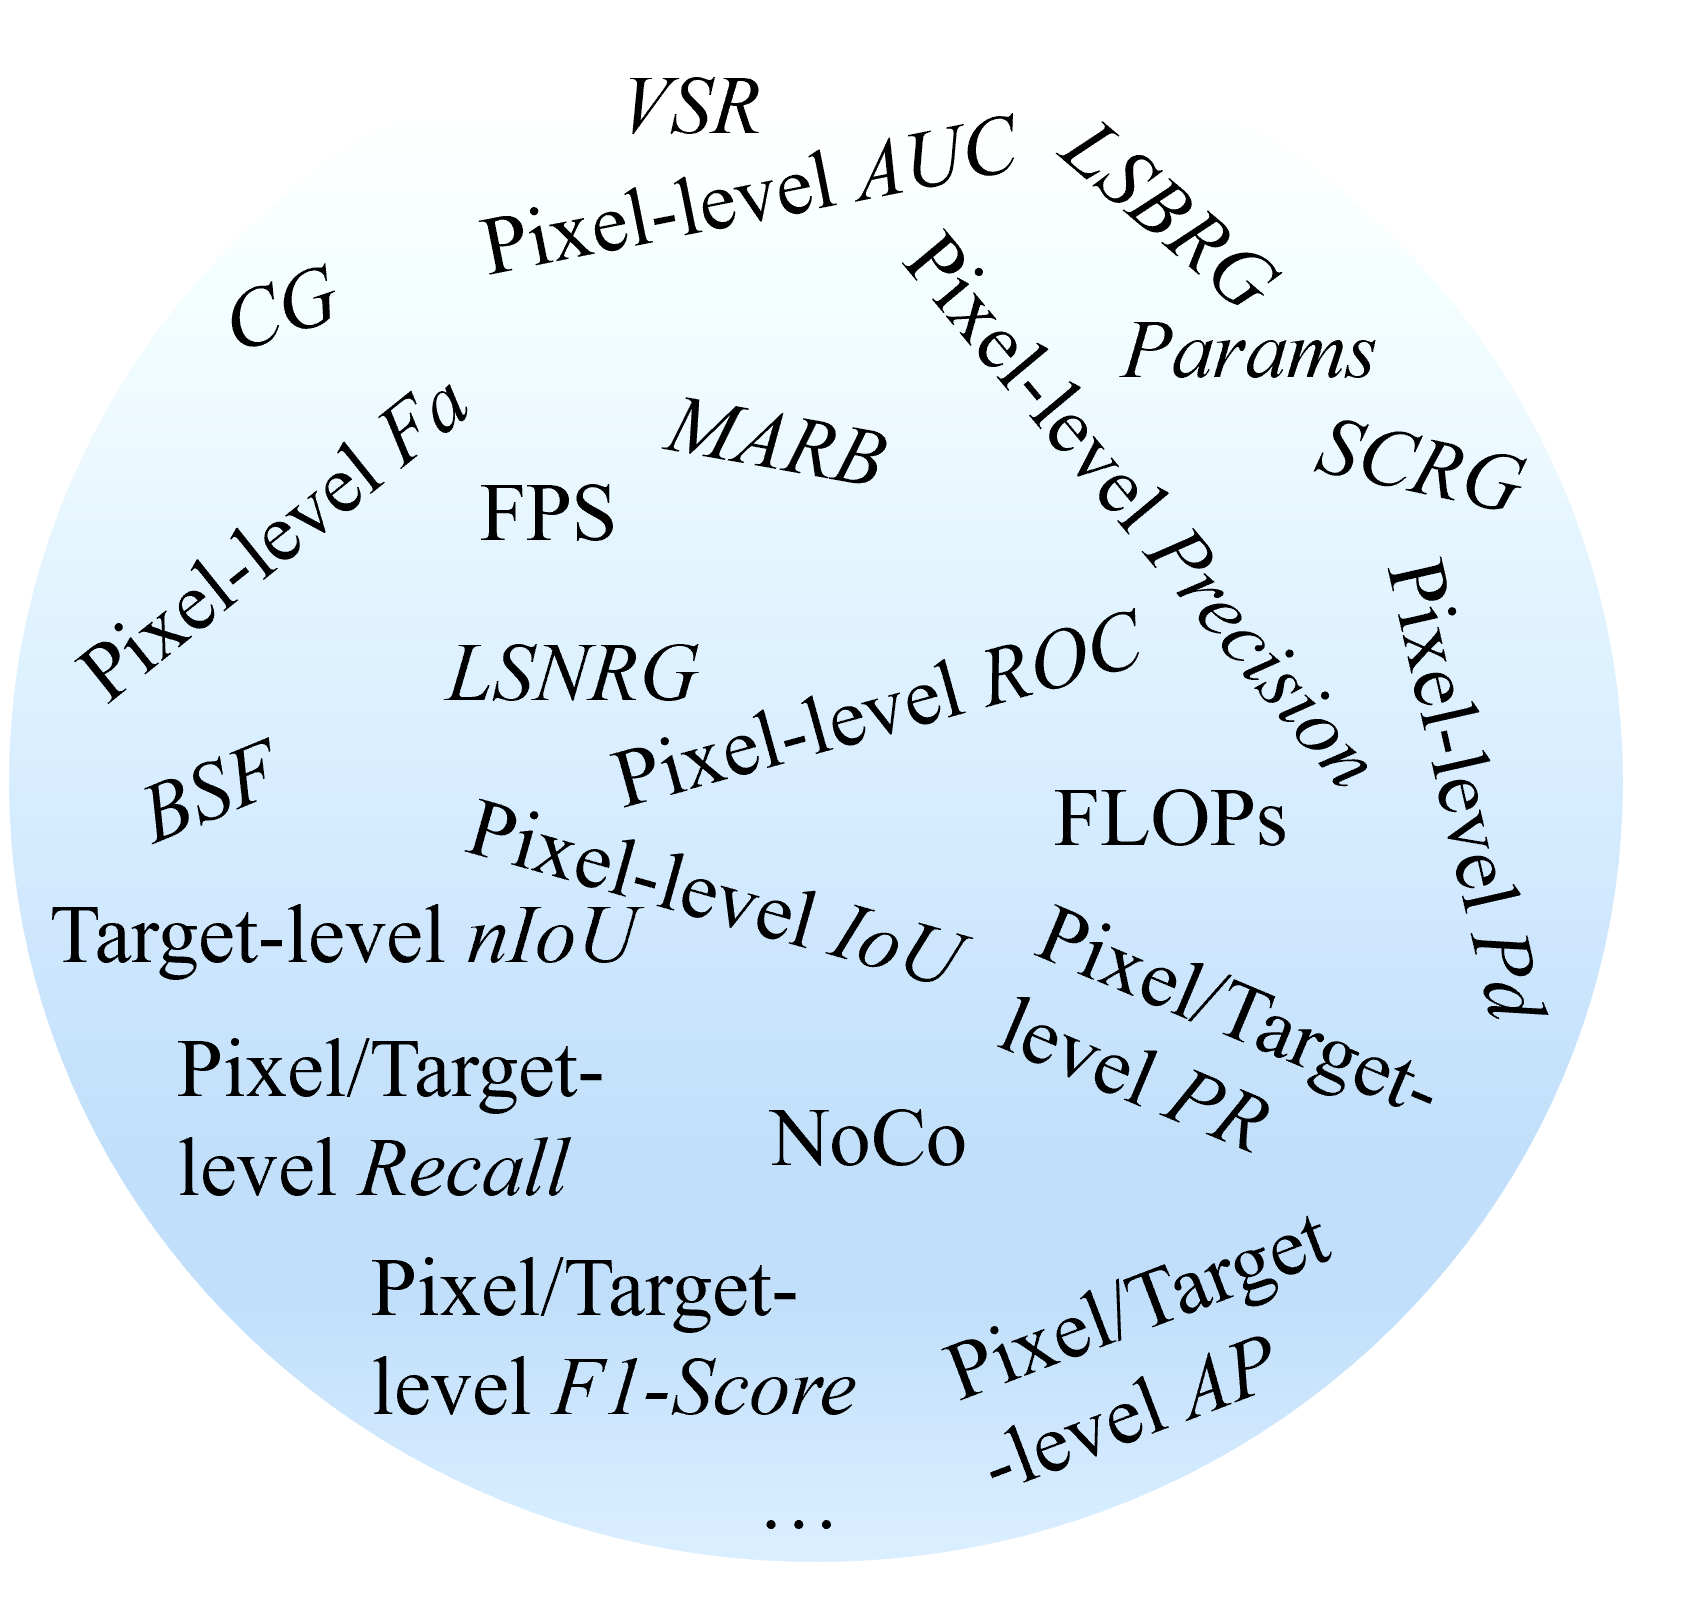 VSR
Pixel-level AUC
LSBRG
CG
Pixel-level Precision
Params
Pixel-level Fa
MARB
SCRG
FPS
Pixel-level Pd
LSNRG
Pixel-level ROC
BSF
FLOPs
Pixel-level IoU
Target-level nIoU
Pixel/Target-
level PR
Pixel/Target-
level Recall
NoCo
Pixel/Target-
level F1-Score
Pixel/Target
-level AP
...